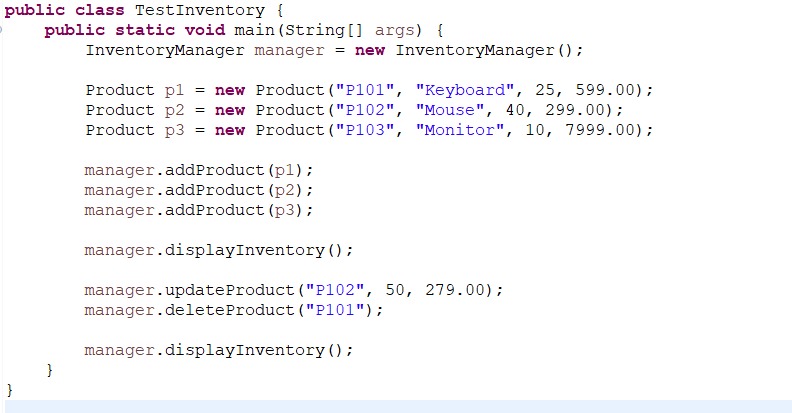 public class TestInventory {
    public static void main(String[] args) {
        InventoryManager manager = new InventoryManager();

        Product p1 = new Product("P101", "Keyboard", 25, 599.00);
        Product p2 = new Product("P102", "Mouse", 40, 299.00);
        Product p3 = new Product("P103", "Monitor", 10, 7999.00);

        manager.addProduct(p1);
        manager.addProduct(p2);
        manager.addProduct(p3);

        manager.displayInventory();

        manager.updateProduct("P102", 50, 279.00);
        manager.deleteProduct("P101");

        manager.displayInventory();
    }
}